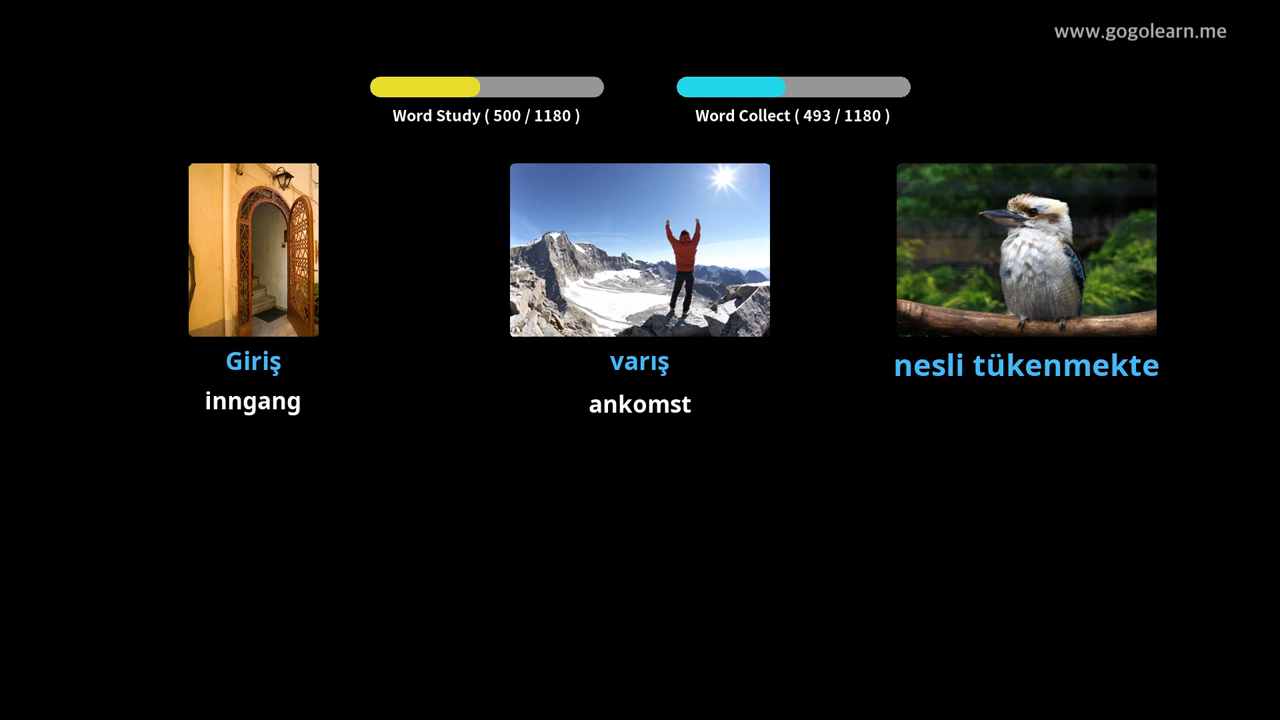 www.gogolearn.me
Word Study ( 500 / 1180 )
Word Collect ( 493 / 1180 )
Giriş
inngang
varış
ankomst
nesli tükenmekte